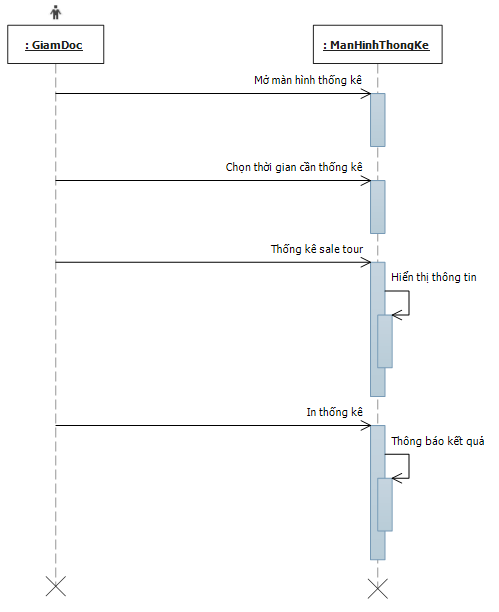 : GiamDoc
: ManHinhThongKe
Mở màn hình thống kê
Chọn thời gian cần thống kê
Thống kê sale tour
Hiển thị thông tin
In thống kê
Thông báo kết quả